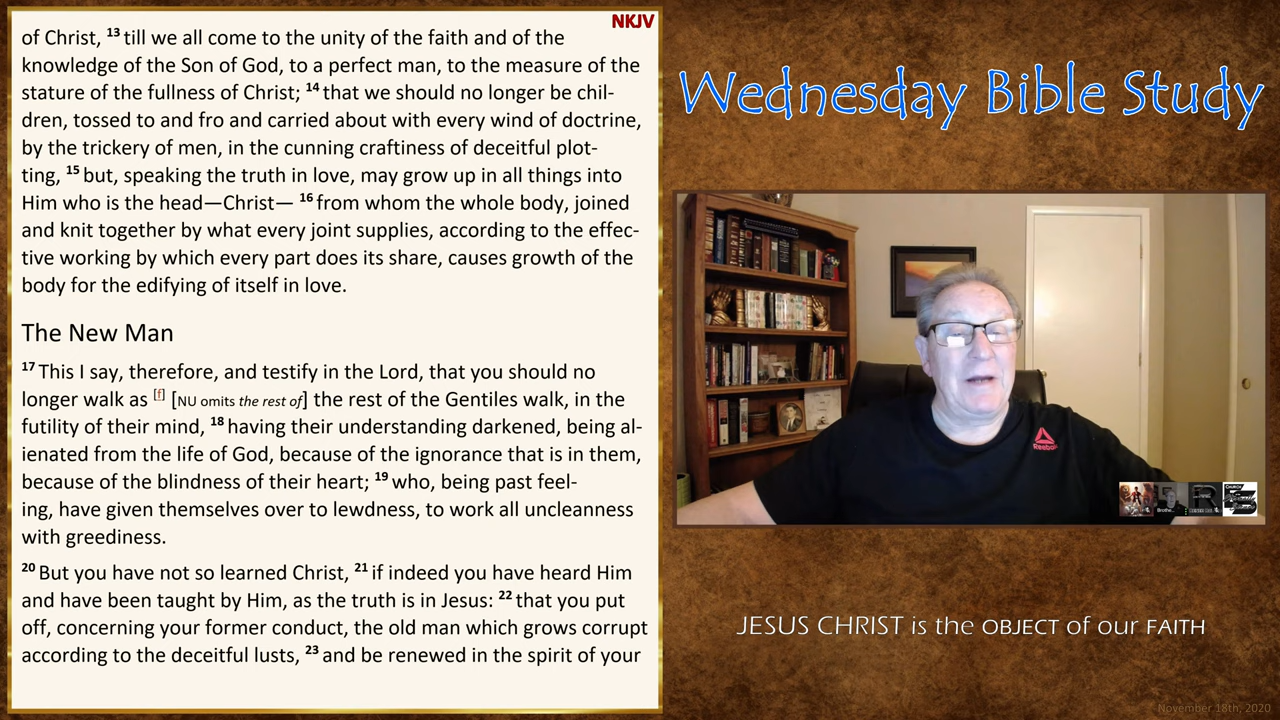 NKJV
of Christ, 13 till we all come to the unity of the faith and of the
knowledge of the Son of God, to a perfect man, to the measure of the
stature of the fullness of Christ; 14 that we should no longer be chil-
dren, tossed to and fro and carried about with every wind of doctrine,
by the trickery of men, in the cunning craftiness of deceitful plot-
ting, 15 but, speaking the truth in love, may grow up in all things into
Him who is the head—Christ— 16 from whom the whole body, joined
and knit together by what every joint supplies, according to the effec-
tive working by which every part does its share, causes growth of the
body for the edifying of itself in love.
The New Man
17 This I say, therefore, and testify in the Lord, that you should no
longer walk as [f] [NU omits the rest of] the rest of the Gentiles walk, in the
futility of their mind, 18 having their understanding darkened, being al-
ienated from the life of God, because of the ignorance that is in them,
because of the blindness of their heart; 19 who, being past feel-
ing, have given themselves over to lewdness, to work all uncleanness
with greediness.
20 But you have not so learned Christ, 21 if indeed you have heard Him
and have been taught by Him, as the truth is in Jesus: 22 that you put
off, concerning your former conduct, the old man which grows corrupt
according to the deceitful lusts, 23 and be renewed in the spirit of your
Wednesday Bible Study
Reebok
Brothe...
JESUS CHRIST is the OBJECT of our FAITH
November 18th, 2020